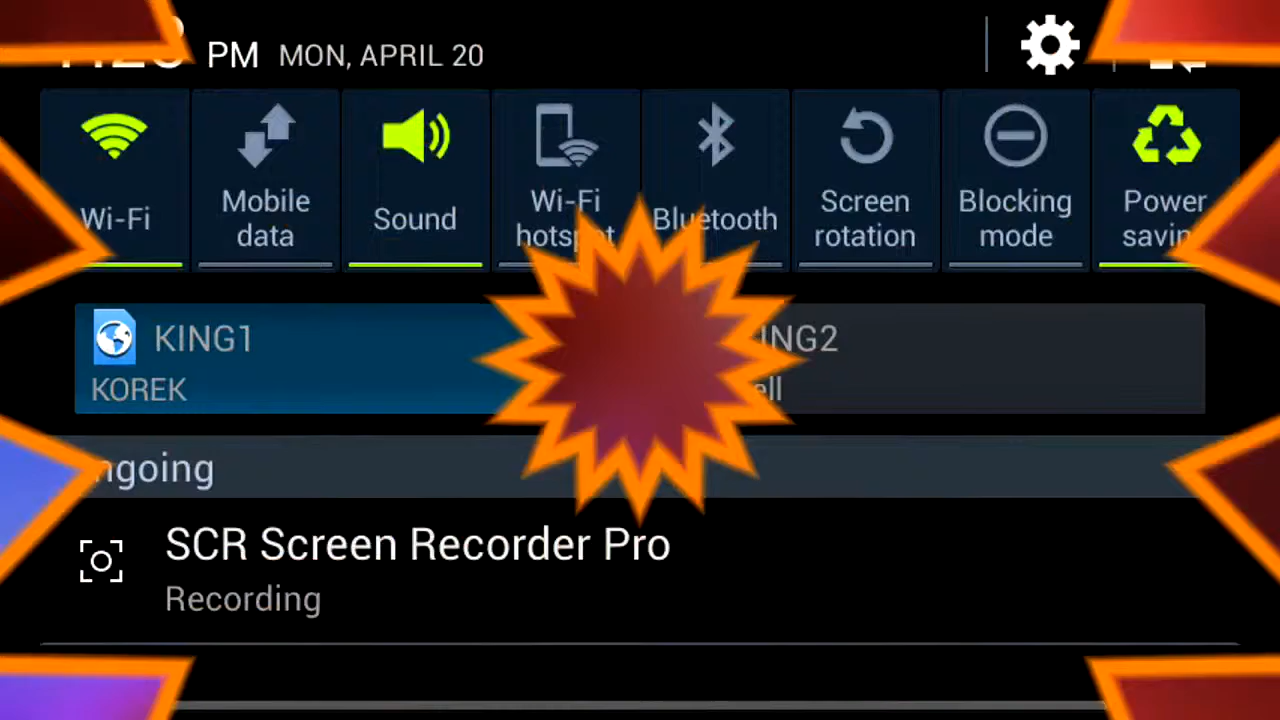 PM MON, APRIL 20
Wi-Fi
Mobile data
Sound
Wi-Fi
Bluetooth
Screen rotation
Blocking mode
Power
KING1
KOREK
SCR Screen Recorder Pro
Recording